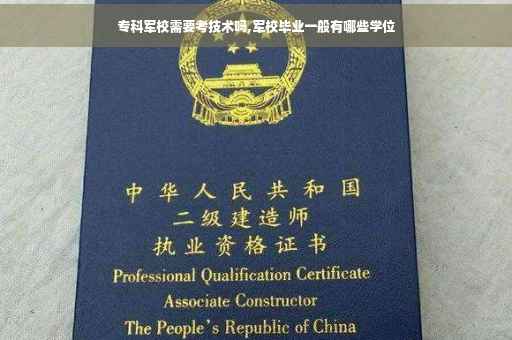 专科军校需要考技术吗,军校毕业一般有哪些学位
中华人民共和国
二级建造师
执业资格证书
Professional Qualification Certificate
Associate Constructor
The People's Republic of China